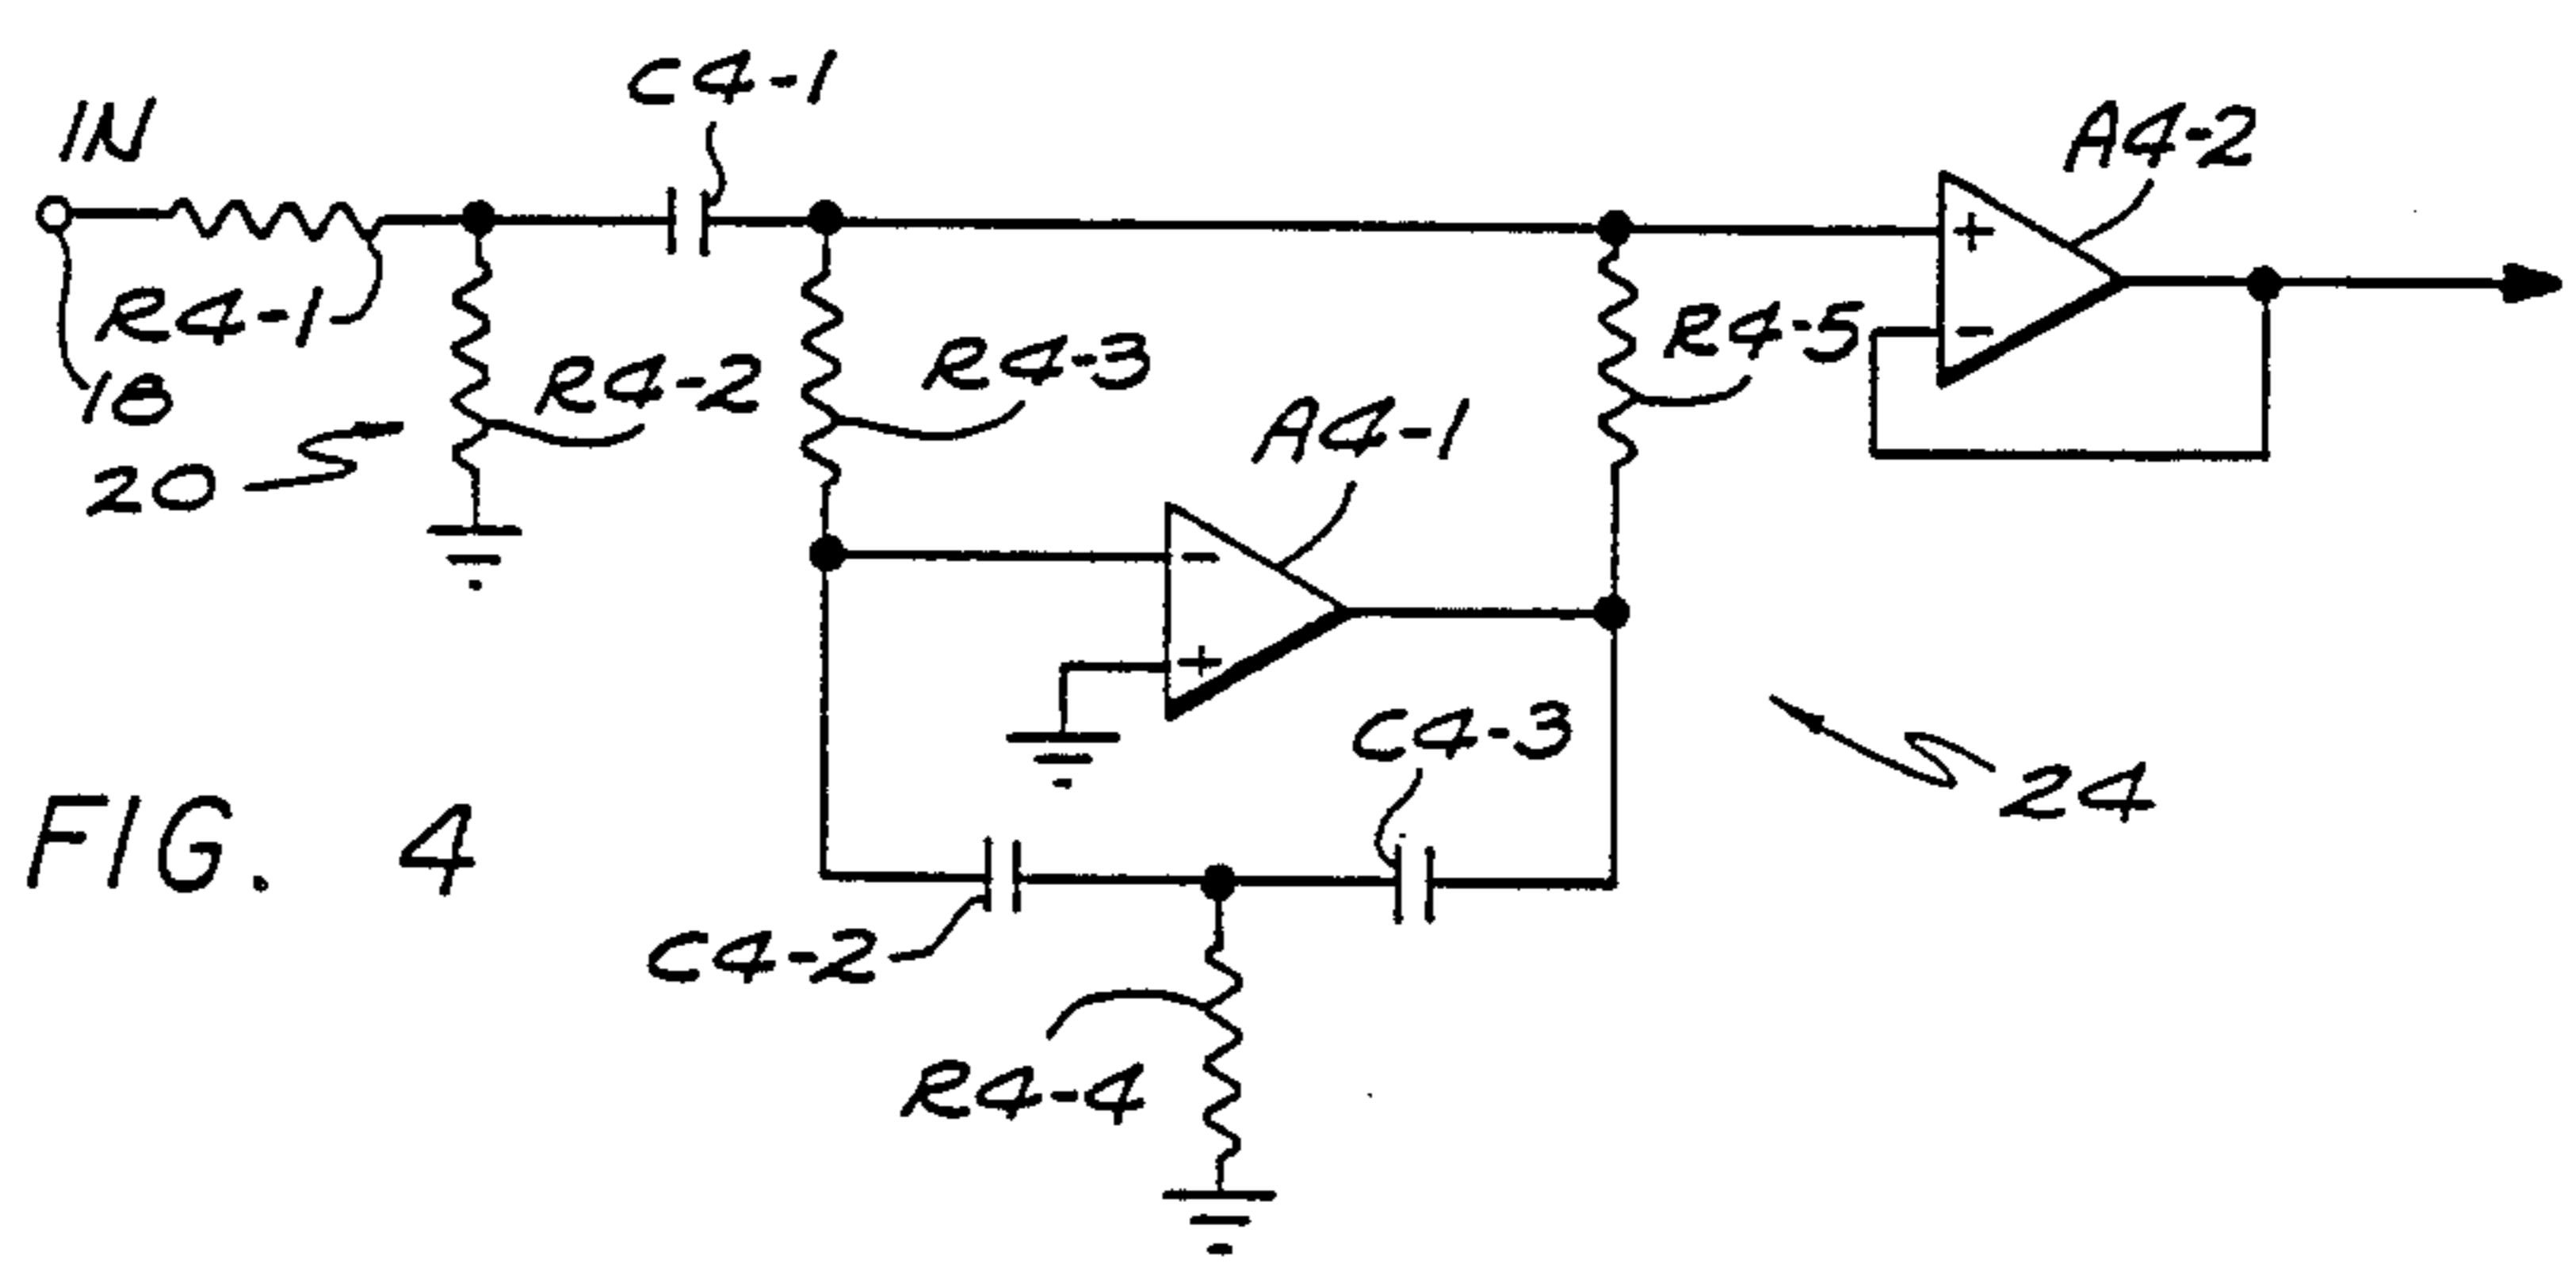 C4-1
IN
A4-2
+
-
R4-1
R4-2
R4-3
R4-5
18
A4-1
20
-
+
C4-3
24
FIG. 4
C4-2
R4-4